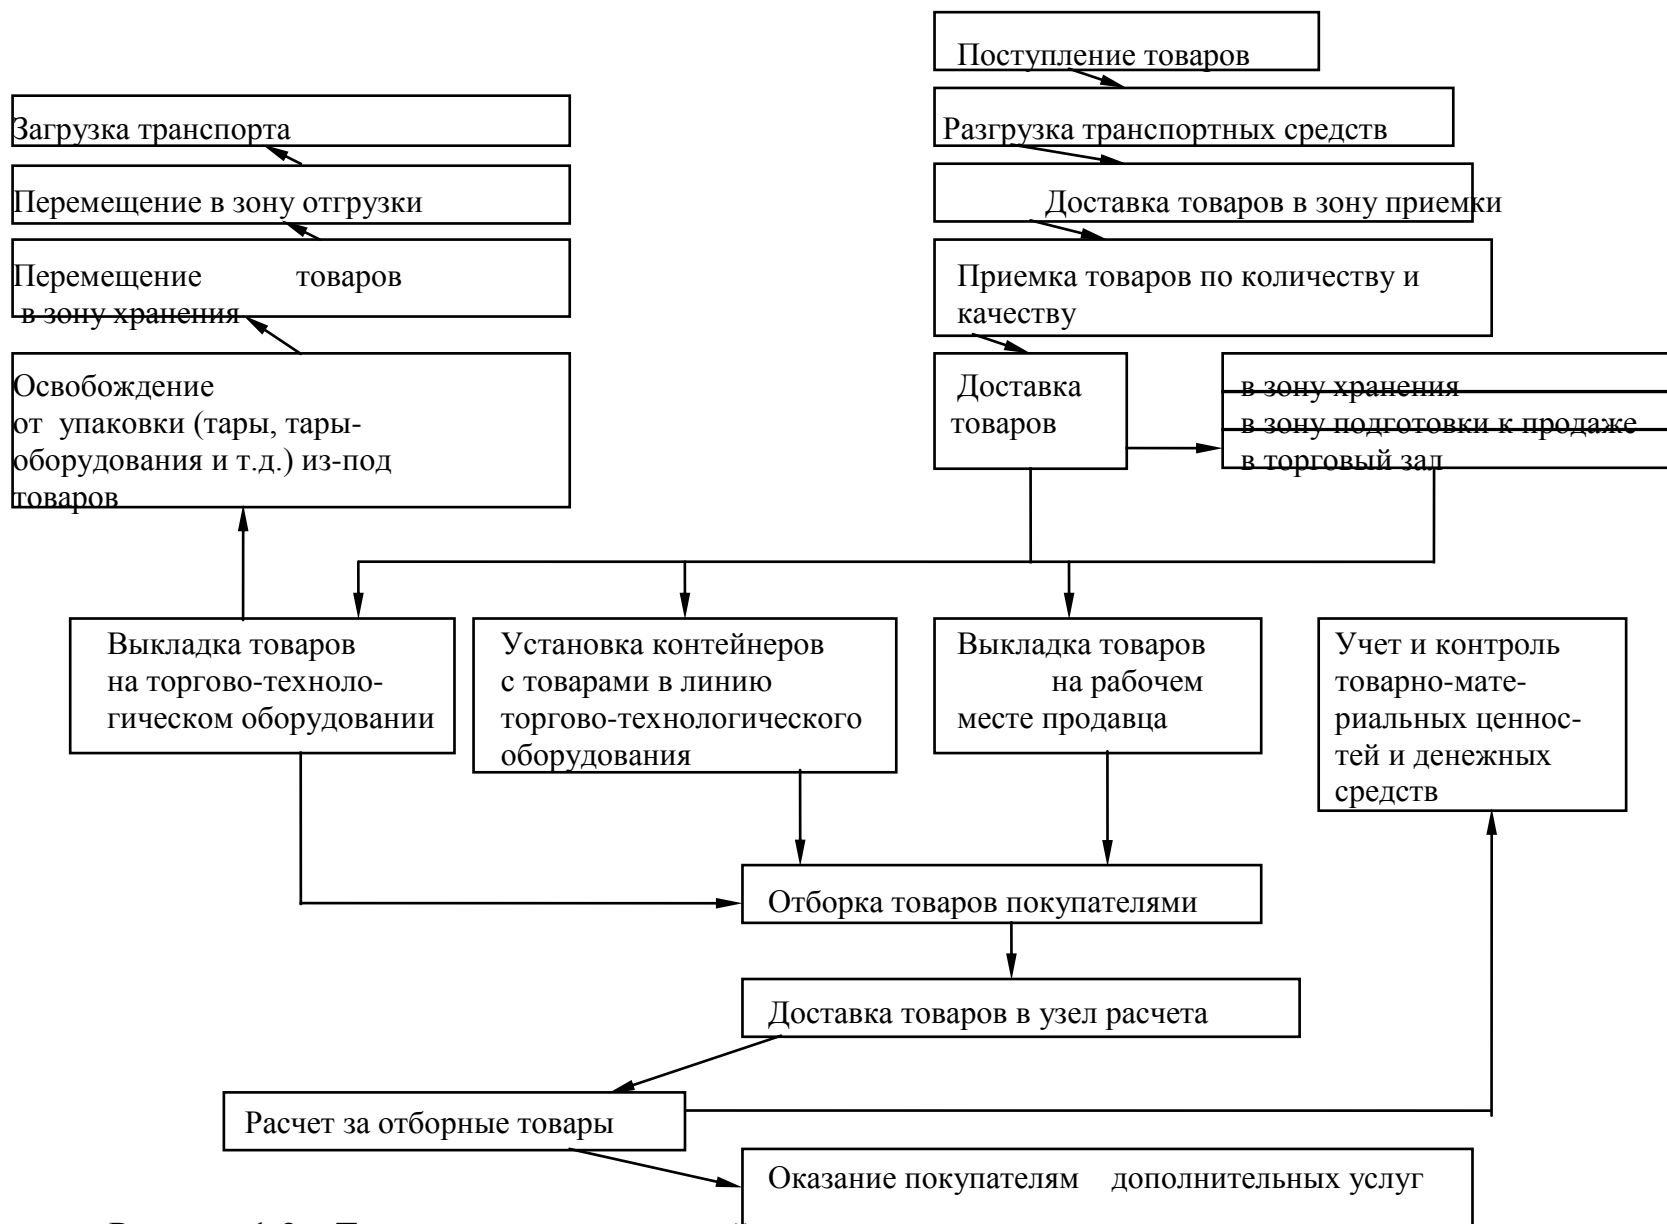 Поступление товаров
Загрузка транспорта
Разгрузка транспортных средств
Перемещение в зону отгрузки
Доставка товаров в зону приемки
Перемещение товаров
в зону хранения
Приемка товаров по количеству и
качеству
Освобождение
от упаковки (тары, тары-
оборудования и т.д.) из-под
товаров
Доставка
товаров
в зону хранения
в зону подготовки к продаже
в торговый зал
Выкладка товаров
на торгово-техноло-
гическом оборудовании
Установка контейнеров
с товарами в линию
торгово-технологического
оборудования
Выкладка товаров
на рабочем
месте продавца
Учет и контроль
товарно-мате-
риальных ценнос-
тей и денежных
средств
Отборка товаров покупателями
Доставка товаров в узел расчета
Расчет за отборные товары
Оказание покупателям дополнительных услуг